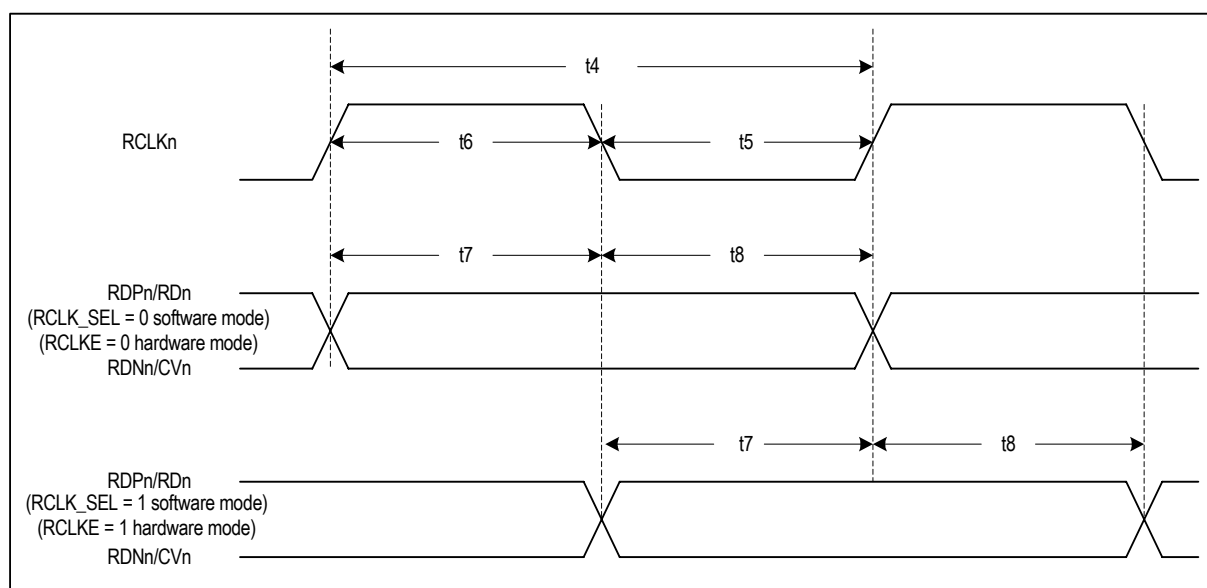 t4
RCLKn
t6
t5
t7
t8
RDPn/RDn
(RCLK_SEL = 0 software mode)
(RCLKE = 0 hardware mode)
RDNn/CVn
t7
t8
RDPn/RDn
(RCLK_SEL = 1 software mode)
(RCLKE = 1 hardware mode)
RDNn/CVn